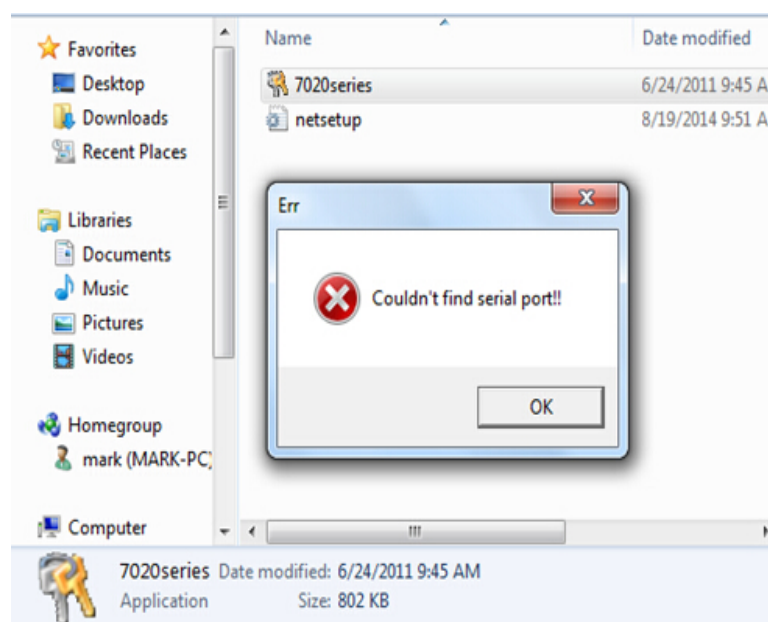 Name
Date modified
Favorites
Desktop
Downloads
Recent Places
Libraries
Documents
Music
Pictures
Videos
Homegroup
mark (MARK-PC)
Computer
7020series
6/24/2011 9:45 A
netsetup
8/19/2014 9:51 A
Err
Couldn't find serial port!!
OK
7020series Date modified: 6/24/2011 9:45 AM
Application Size: 802 KB